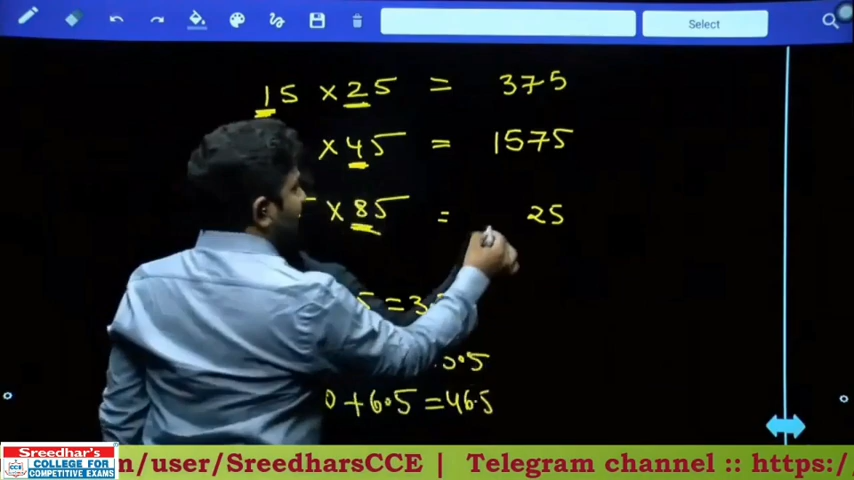 Select
15 × 25 = 375
× 45 = 1575
× 85 = 25
= 3
0.5
0 + 6.5 = 46.5
Sreedhar's
CCE
COLLEGE FOR
COMPETITIVE EXAMS
n/user/SreedharsCCE | Telegram channel :: https:/